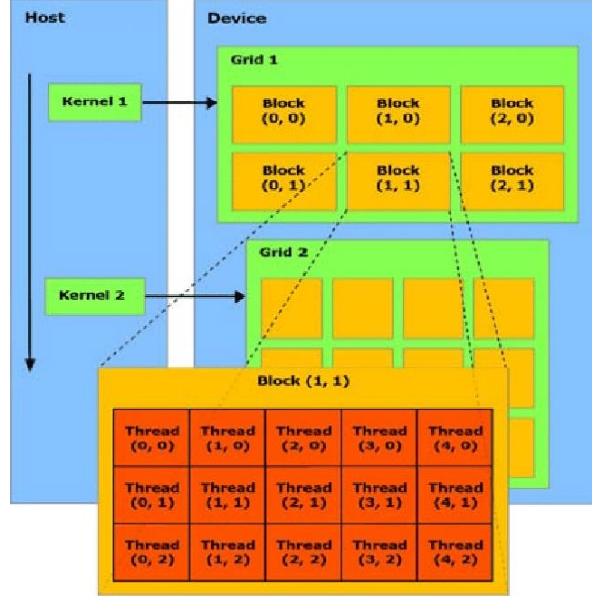 Host
Device
Grid 1
Kernel 1
Block
(0, 0)
Block
(1, 0)
Block
(2, 0)
Block
(0, 1)
Block
(1, 1)
Block
(2, 1)
Grid 2
Kernel 2
Block (1, 1)
Thread
(0, 0)
Thread
(1, 0)
Thread
(2, 0)
Thread
(3, 0)
Thread
(4, 0)
Thread
(0, 1)
Thread
(1, 1)
Thread
(2, 1)
Thread
(3, 1)
Thread
(4, 1)
Thread
(0, 2)
Thread
(1, 2)
Thread
(2, 2)
Thread
(3, 2)
Thread
(4, 2)